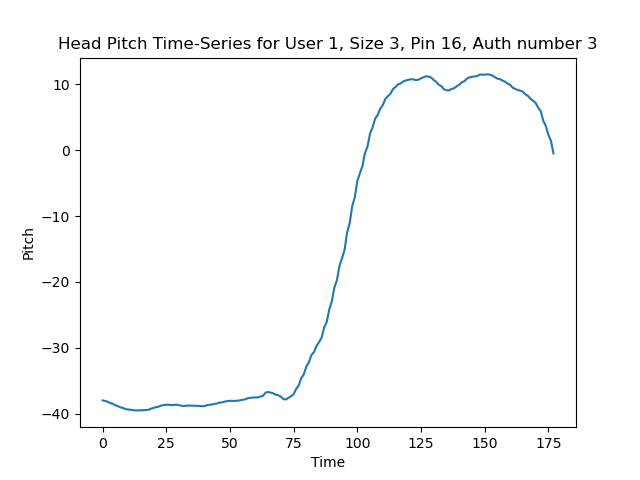 Head Pitch Time-Series for User 1, Size 3, Pin 16, Auth number 3
10
0
−10
−20
−30
−40
Pitch
0 25 50 75 100 125 150 175
Time